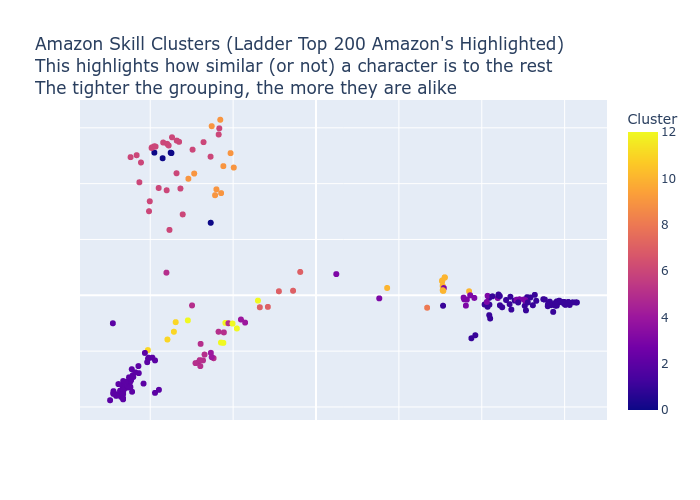 Amazon Skill Clusters (Ladder Top 200 Amazon's Highlighted)
This highlights how similar (or not) a character is to the rest
The tighter the grouping, the more they are alike
Cluster
12
10
8
6
4
2
0